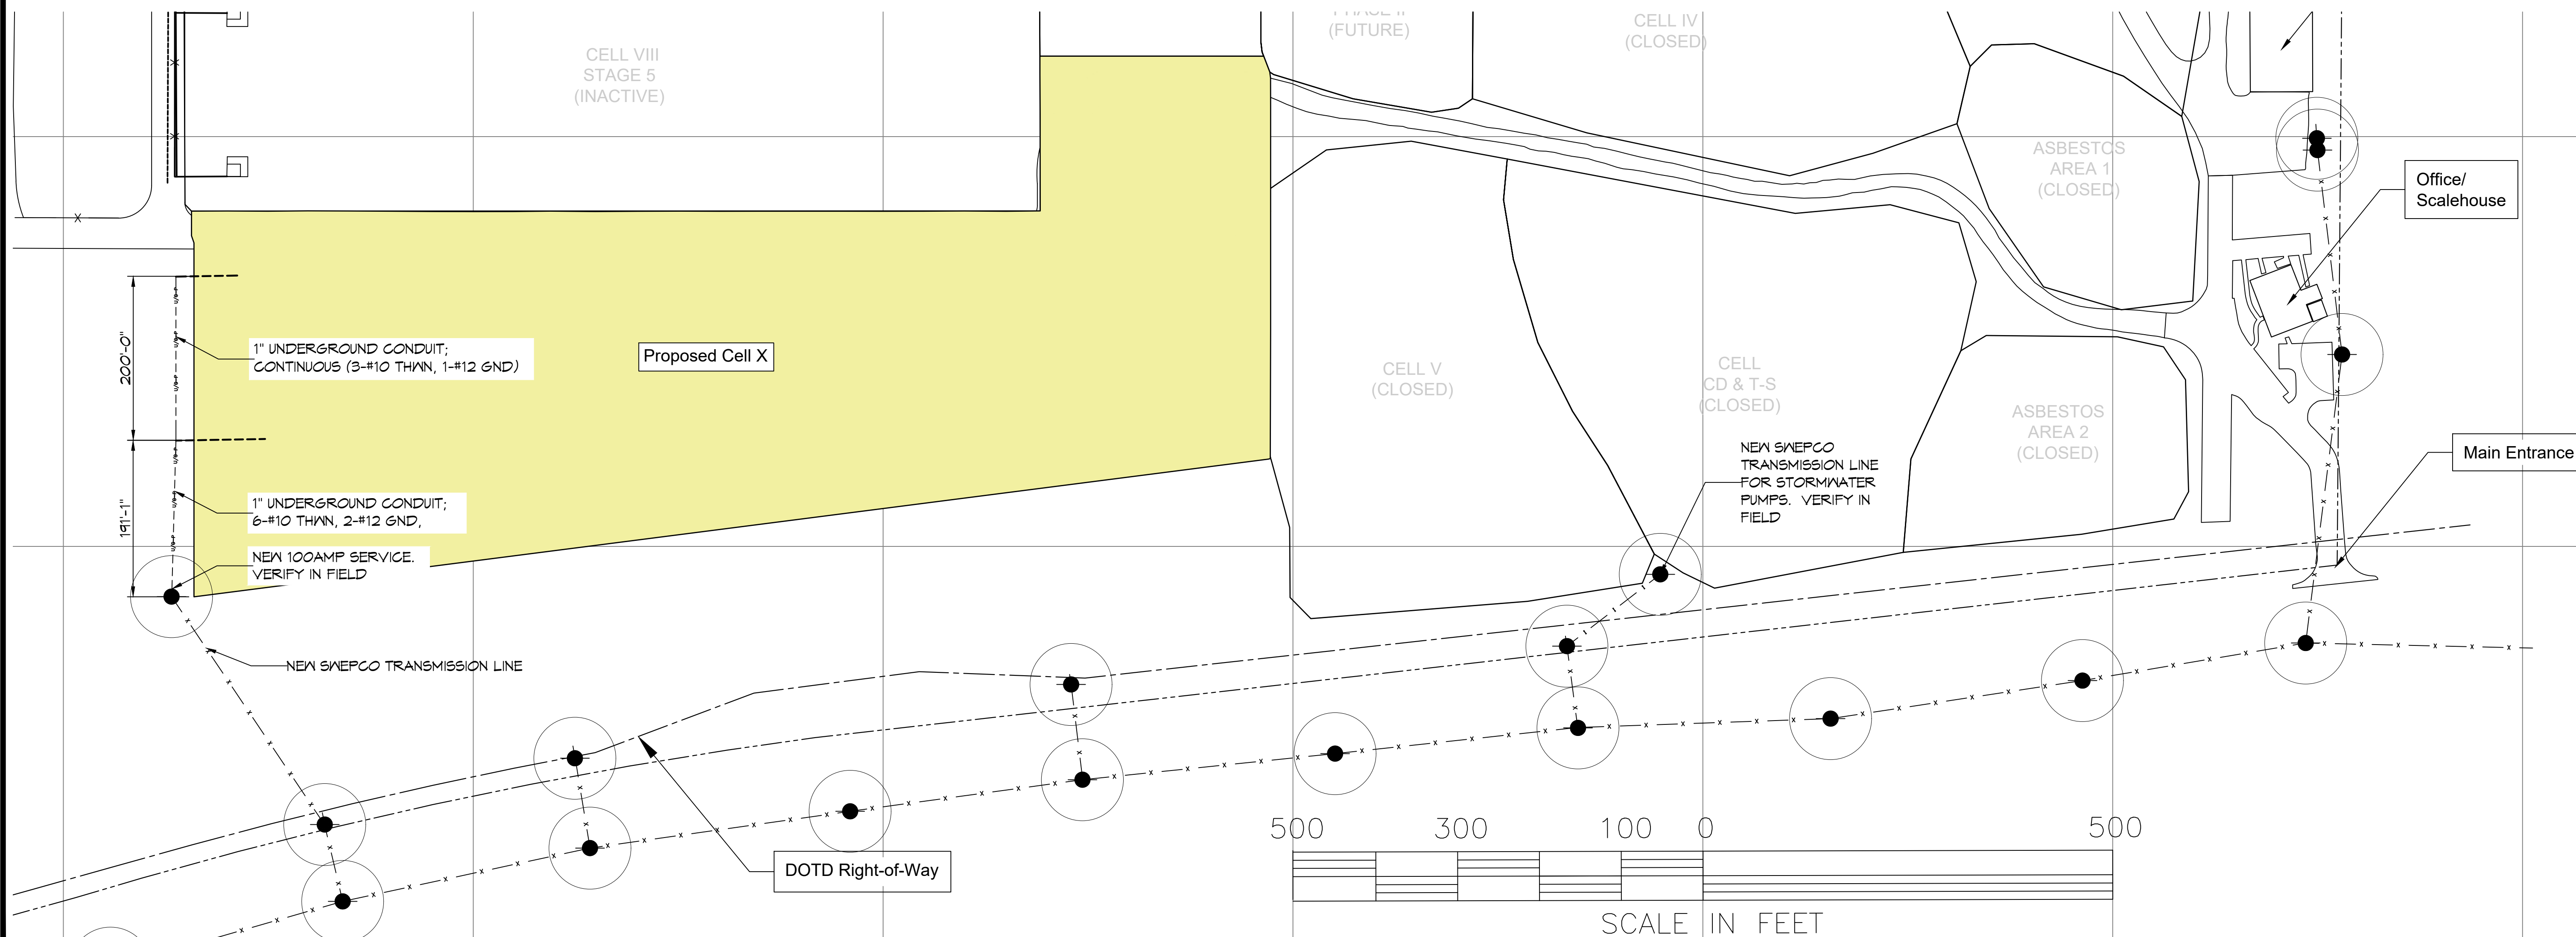 PHASE II
(FUTURE)
CELL IV
(CLOSED)
CELL VIII
STAGE 5
(INACTIVE)
ASBESTOS
AREA 1
(CLOSED)
Office/
Scalehouse
200'-0"
1" UNDERGROUND CONDUIT;
CONTINUOUS (3-#10 THWN, 1-#12 GND)
Proposed Cell X
CELL V
(CLOSED)
CELL
CD & T-S
(CLOSED)
ASBESTOS
AREA 2
(CLOSED)
Main Entrance
191'-1"
1" UNDERGROUND CONDUIT;
6-#10 THWN, 2-#12 GND,
NEW 100AMP SERVICE.
VERIFY IN FIELD
NEW SWEPCO
TRANSMISSION LINE
FOR STORMWATER
PUMPS. VERIFY IN
FIELD
NEW SWEPCO TRANSMISSION LINE
DOTD Right-of-Way
500 300 100 0 500
SCALE IN FEET